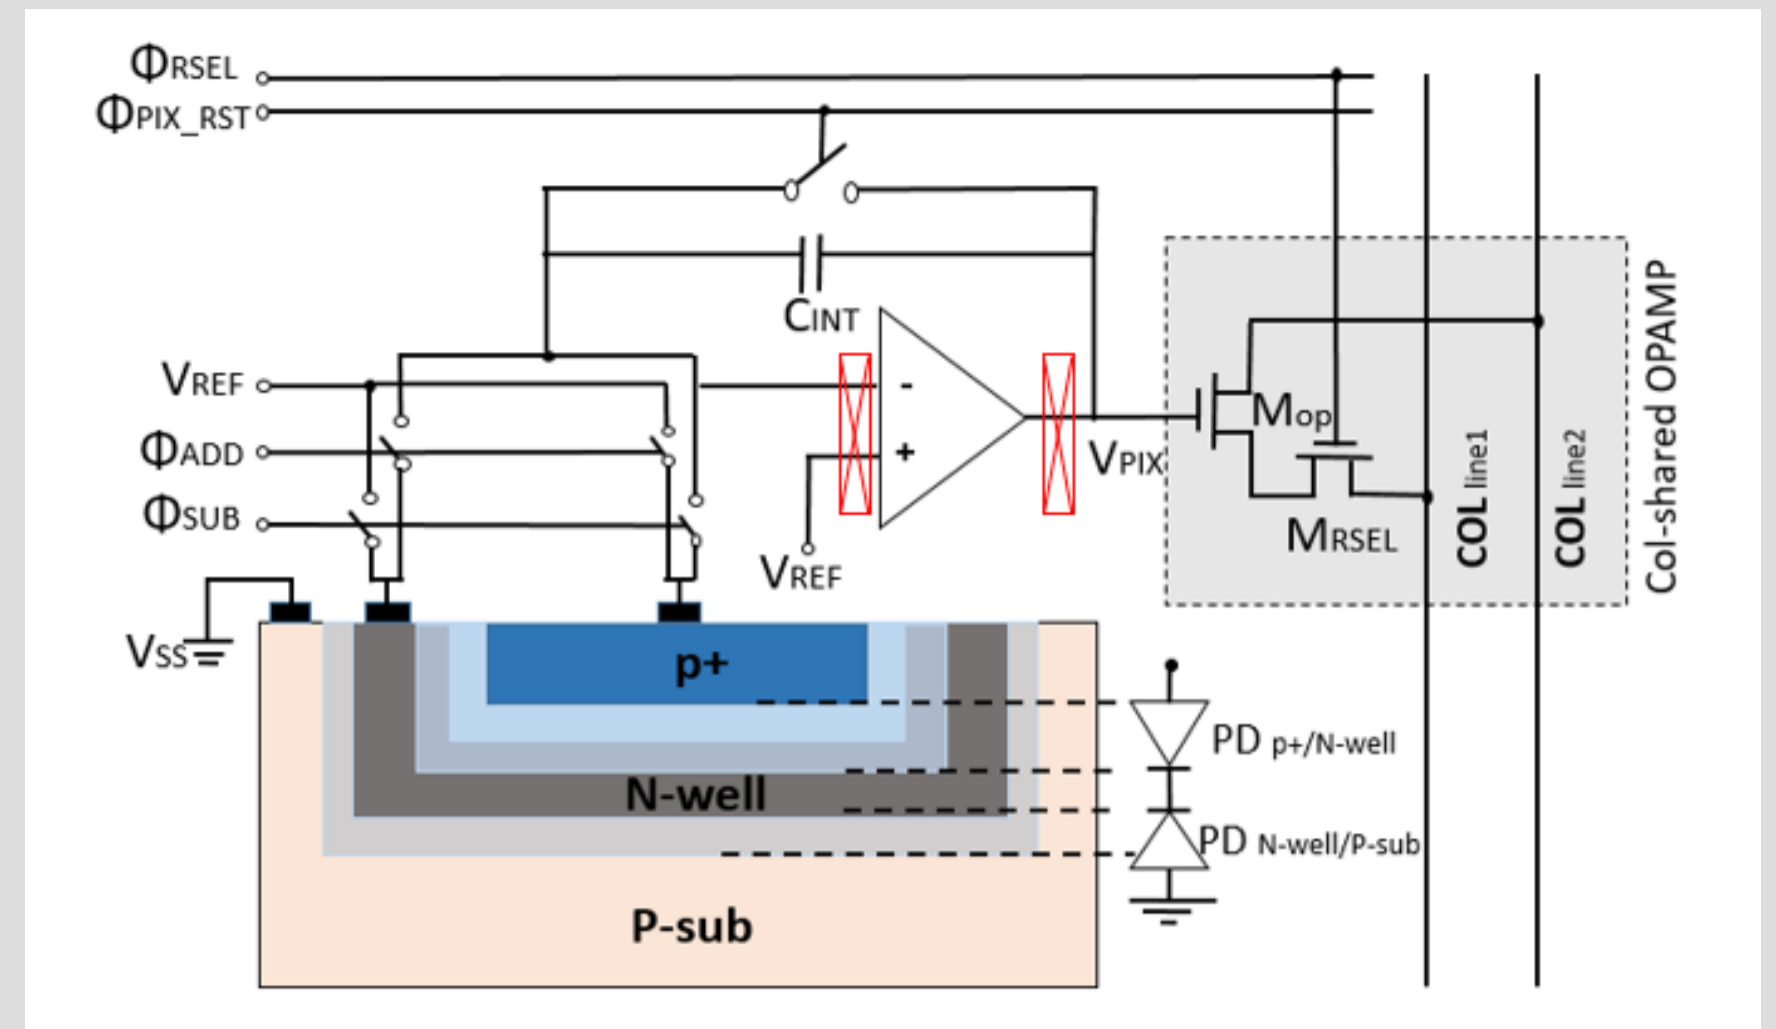 ΦRSEL
ΦPIX_RST
CINT
VREF
-
ΦADD
+
Mop
VPIX
ΦSUB
MRSEL
VREF
COL line1
COL line2
Col-shared OPAMP
VSS
p+
PD p+/N-well
N-well
PD N-well/P-sub
P-sub